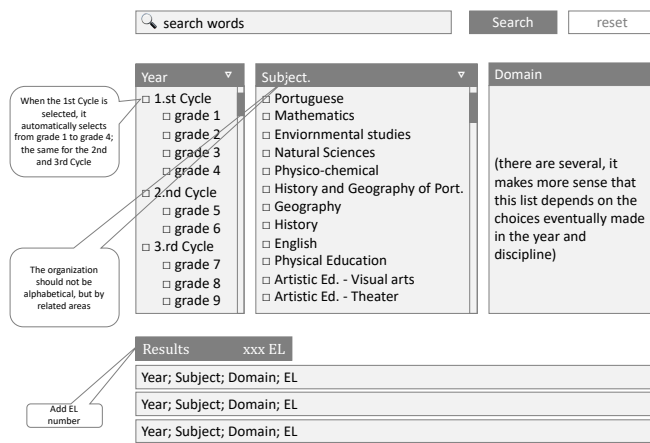 search words
Search
reset
Year
Subject.
Domain
When the 1st Cycle is
selected, it
automatically selects
from grade 1 to grade 4;
the same for the 2nd
and 3rd Cycle
1.st Cycle
grade 1
grade 2
grade 3
grade 4
2.nd Cycle
grade 5
grade 6
3.rd Cycle
grade 7
grade 8
grade 9
Portuguese
Mathematics
Enviornmental studies
Natural Sciences
Physico-chemical
History and Geography of Port.
Geography
History
English
Physical Education
Artistic Ed. - Visual arts
Artistic Ed. - Theater
(there are several, it
makes more sense that
this list depends on the
choices eventually made
in the year and
discipline)
The organization
should not be
alphabetical, but by
related areas
Results xxx EL
Year; Subject; Domain; EL
Year; Subject; Domain; EL
Year; Subject; Domain; EL
Add EL
number